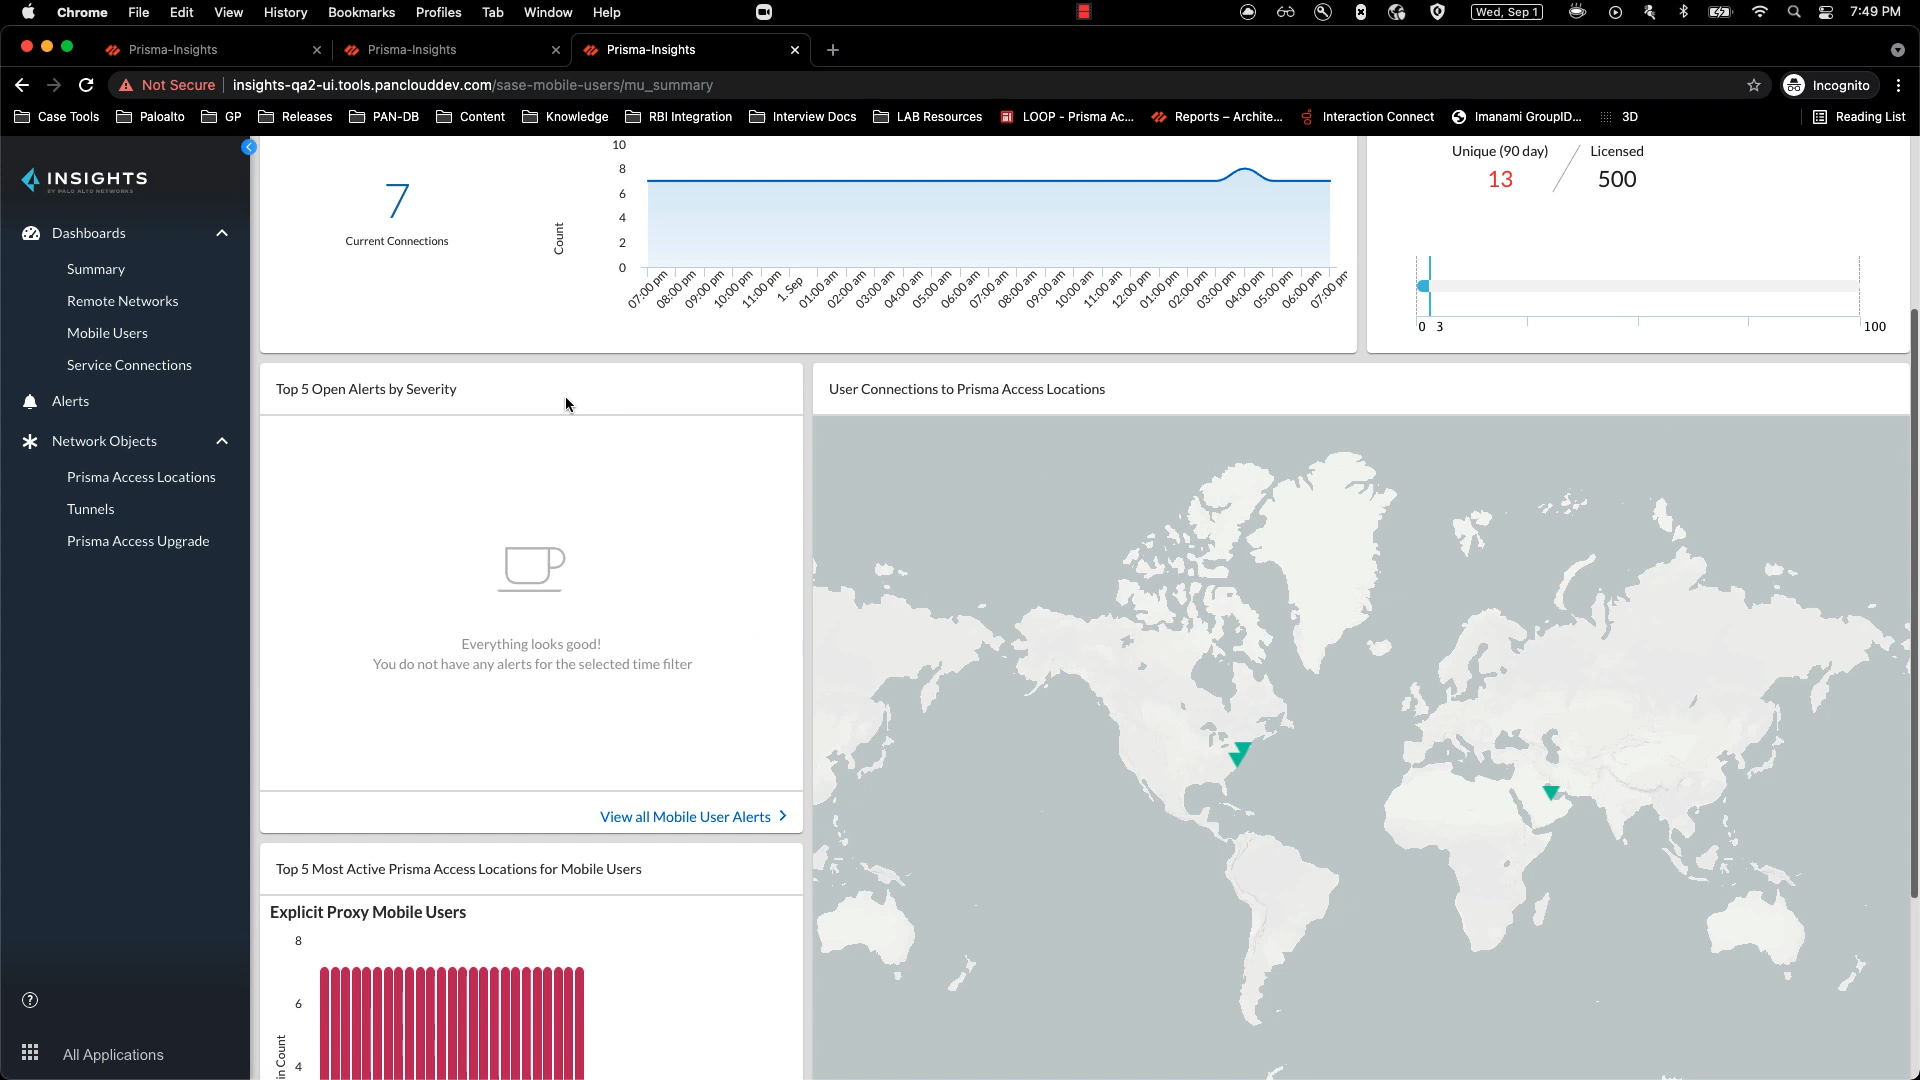 Chrome File Edit View History Bookmarks Profiles Tab Window Help Wed, Sep 1 7:49 PM
Prisma-Insights Prisma-Insights Prisma-Insights
Not Secure insights-qa2-ui.tools.panclouddev.com/sase-mobile-users/mu_summary Incognito
Case Tools Paloalto GP Releases PAN-DB Content Knowledge RBI Integration Interview Docs LAB Resources LOOP - Prisma Ac... Reports – Archite... Interaction Connect Imanami GroupID... 3D Reading List
INSIGHTS
BY PALO ALTO NETWORKS
Dashboards
Summary
Remote Networks
Mobile Users
Service Connections
Alerts
Network Objects
Prisma Access Locations
Tunnels
Prisma Access Upgrade
All Applications
7
Current Connections
Count
10
8
6
4
2
0
07:00 pm 08:00 pm 09:00 pm 10:00 pm 11:00 pm 1. Sep 01:00 am 02:00 am 03:00 am 04:00 am 05:00 am 06:00 am 07:00 am 08:00 am 09:00 am 10:00 am 11:00 am 12:00 pm 01:00 pm 02:00 pm 03:00 pm 04:00 pm 05:00 pm 06:00 pm 07:00 pm
Unique (90 day) Licensed
13 500
0 3 100
Top 5 Open Alerts by Severity
Everything looks good!
You do not have any alerts for the selected time filter
View all Mobile User Alerts
User Connections to Prisma Access Locations
Top 5 Most Active Prisma Access Locations for Mobile Users
Explicit Proxy Mobile Users
8
6
4
in Count